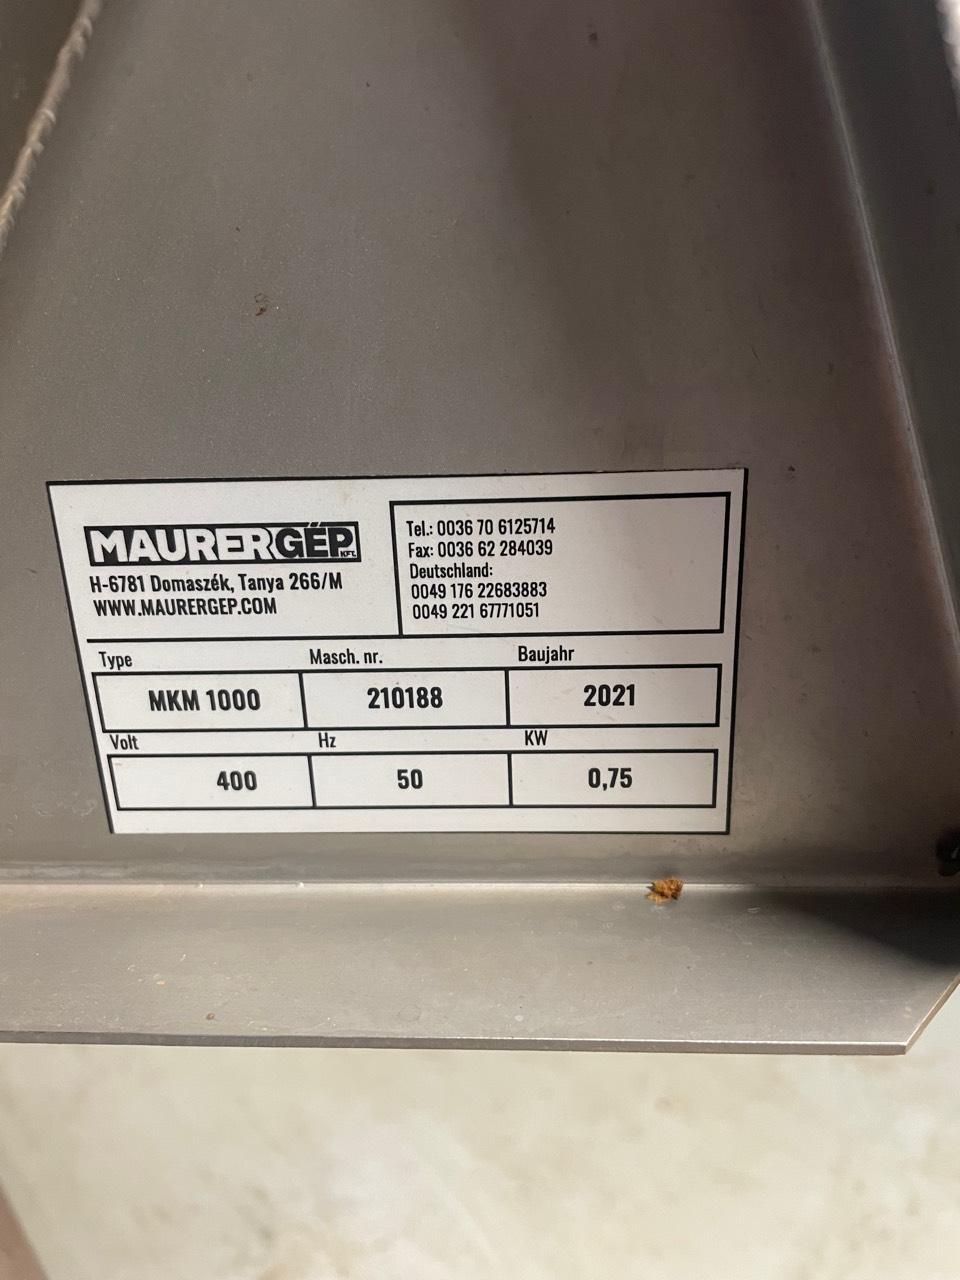 MAURERGÉP KFT.
H-6781 Domaszék, Tanya 266/M
WWW.MAURERGEP.COM
Tel.: 0036 70 6125714
Fax: 0036 62 284039
Deutschland:
0049 176 22683883
0049 221 67771051
Type Masch. nr. Baujahr
MKM 1000 210188 2021
Volt Hz KW
400 50 0,75